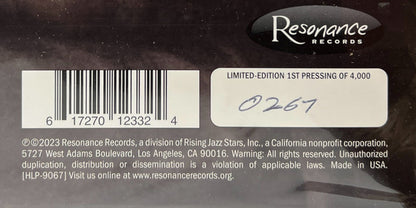 Resonance
RECORDS
LIMITED-EDITION 1ST PRESSING OF 4,000
0267
6 17270 12332 4
℗©2023 Resonance Records, a division of Rising Jazz Stars, Inc., a California nonprofit corporation,
5727 West Adams Boulevard, Los Angeles, CA 90016. Warning: All rights reserved. Unauthorized
duplication, distribution or dissemination is a violation of applicable laws. Made in USA.
[HLP-9067] Visit us online at www.resonancerecords.org.